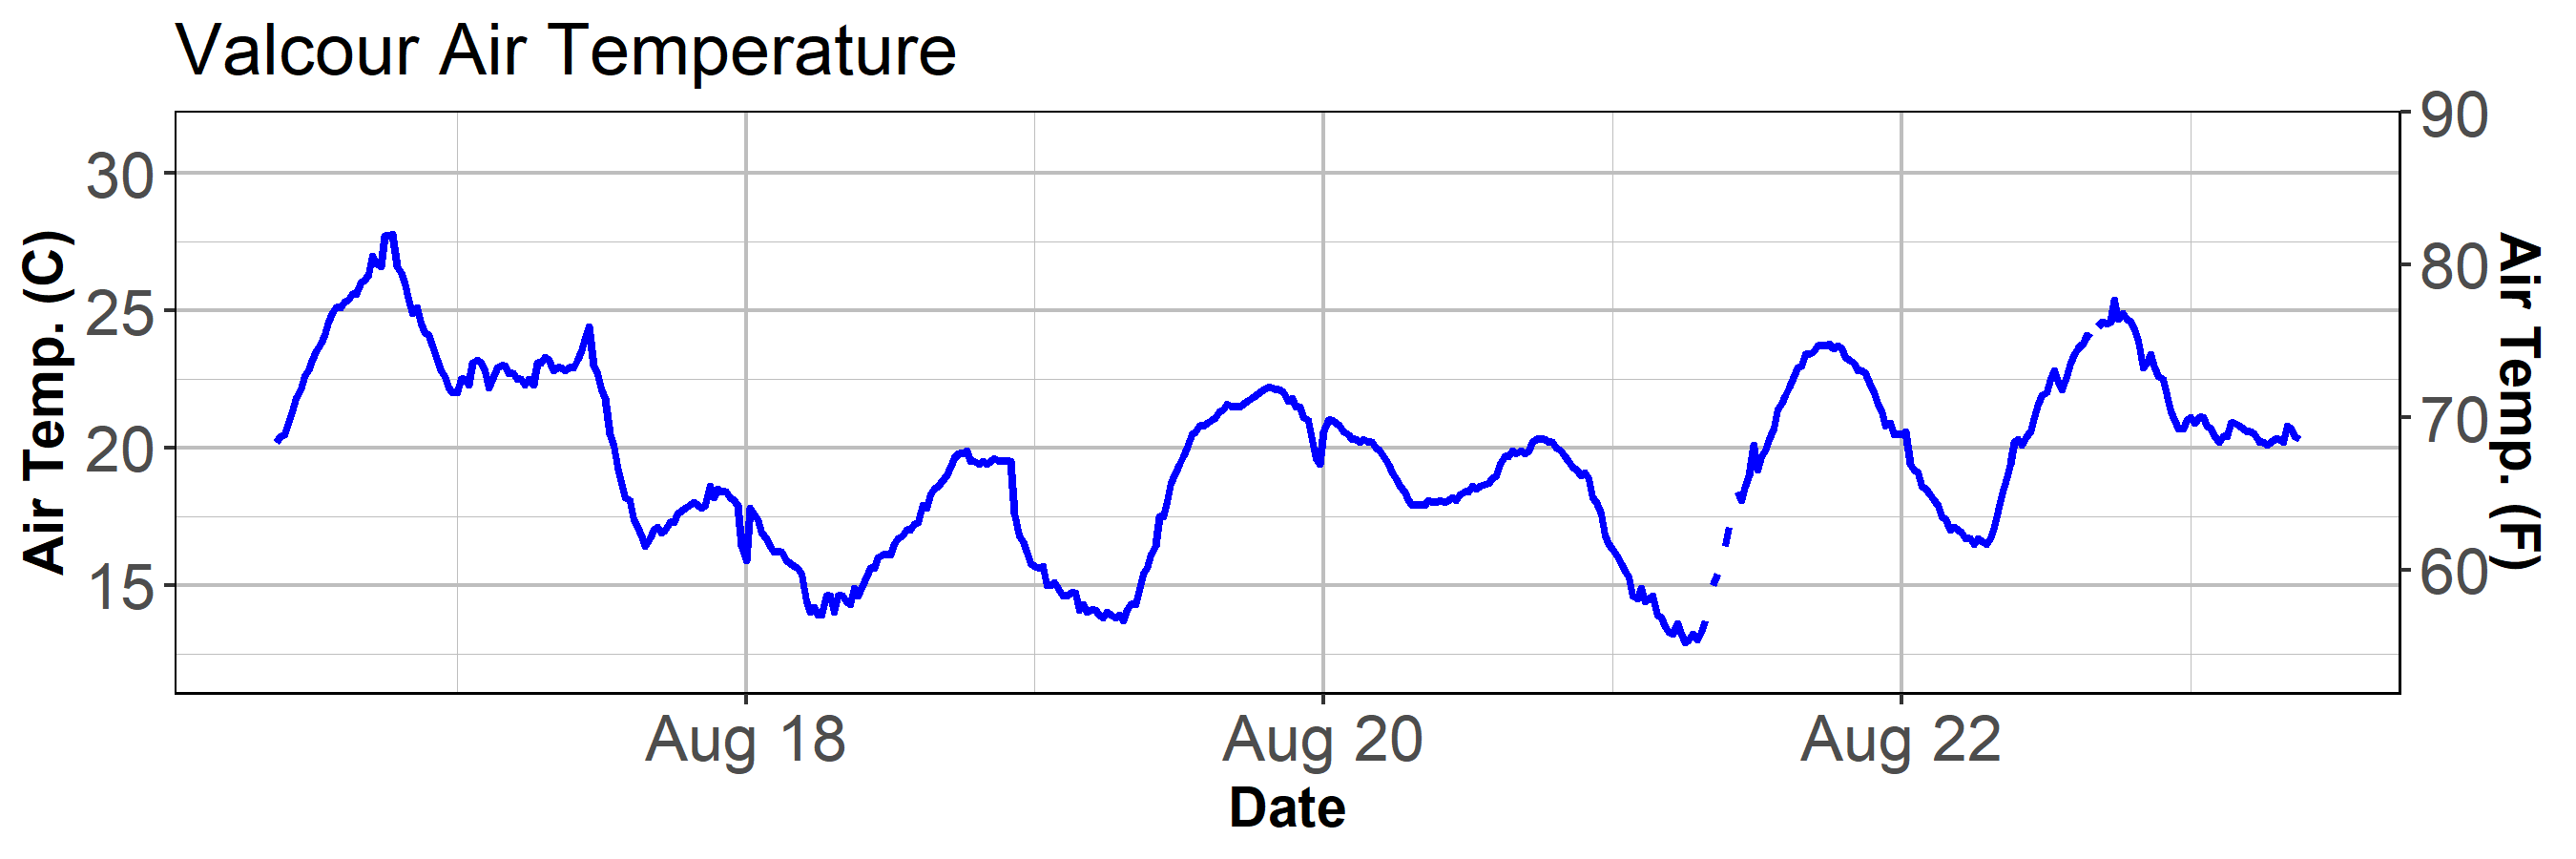 Valcour Air Temperature
Air Temp. (C)
30
25
20
15
90
80
70
60
Air Temp. (F)
Aug 18
Aug 20
Aug 22
Date